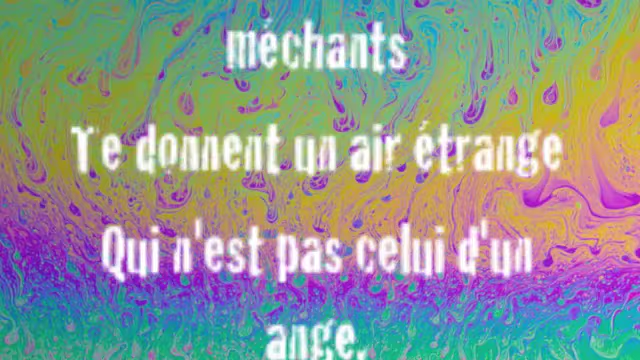 méchants
Te donnent un air étrange
Qui n'est pas celui d'un
ange,